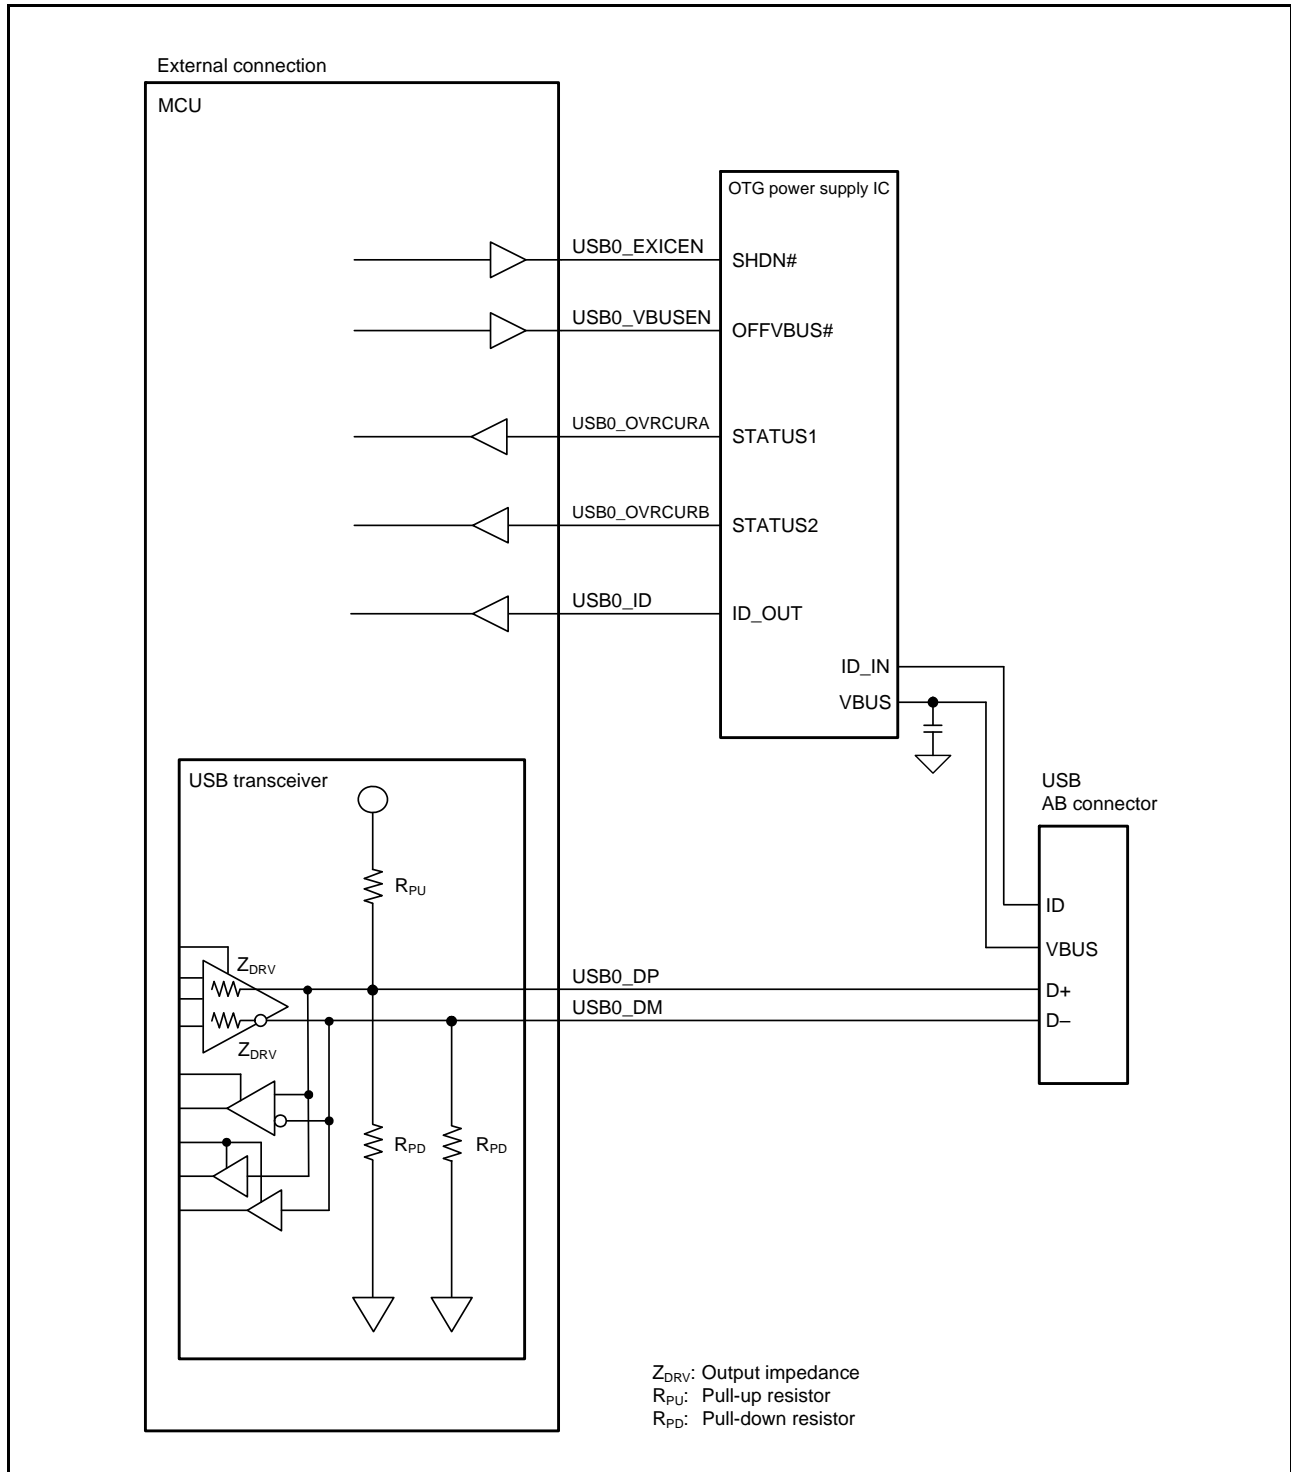 External connection
MCU
OTG power supply IC
USB0_EXICEN
SHDN#
USB0_VBUSEN
OFFVBUS#
USB0_OVRCURA
STATUS1
USB0_OVRCURB
STATUS2
USB0_ID
ID_OUT
ID_IN
VBUS
USB transceiver
USB
AB connector
RPU
ID
VBUS
ZDRV
USB0_DP
D+
USB0_DM
D–
ZDRV
RPD
RPD
ZDRV: Output impedance
RPU: Pull-up resistor
RPD: Pull-down resistor